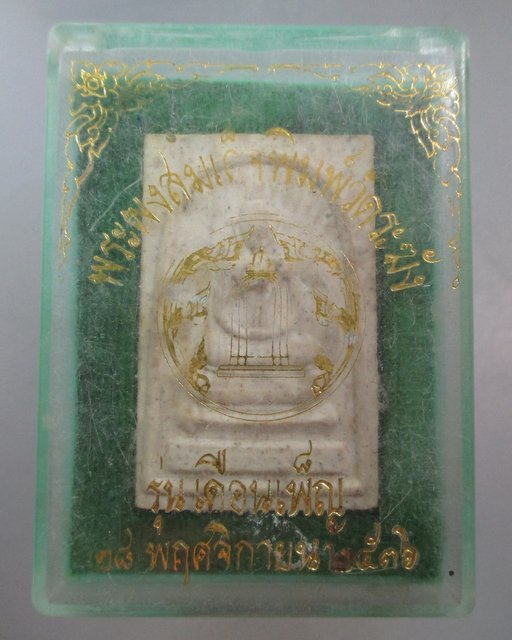 พระผงสมเด็จพิมพ์วัดระฆัง
รุ่นเดือนเพ็ญ
๓๘ พฤศจิกายน ๒๕๓๖